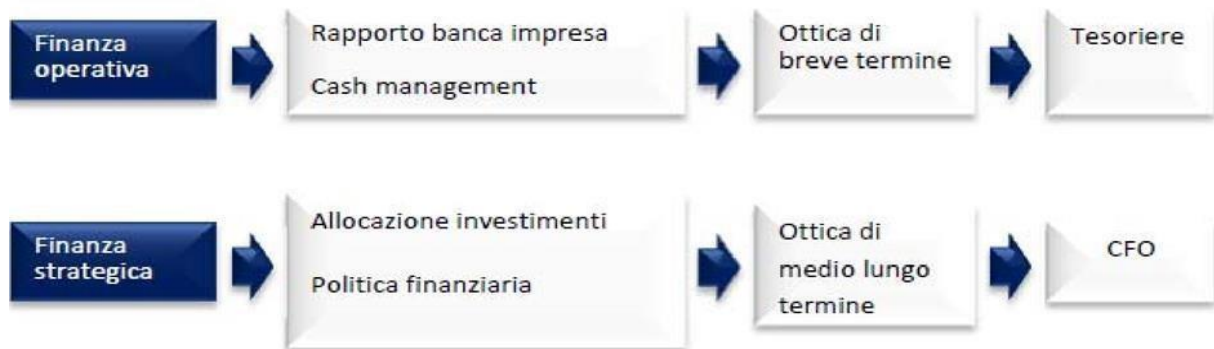 Finanza
operativa
Rapporto banca impresa
Cash management
Ottica di
breve termine
Tesoriere
Finanza
strategica
Allocazione investimenti
Politica finanziaria
Ottica di
medio lungo
termine
CFO